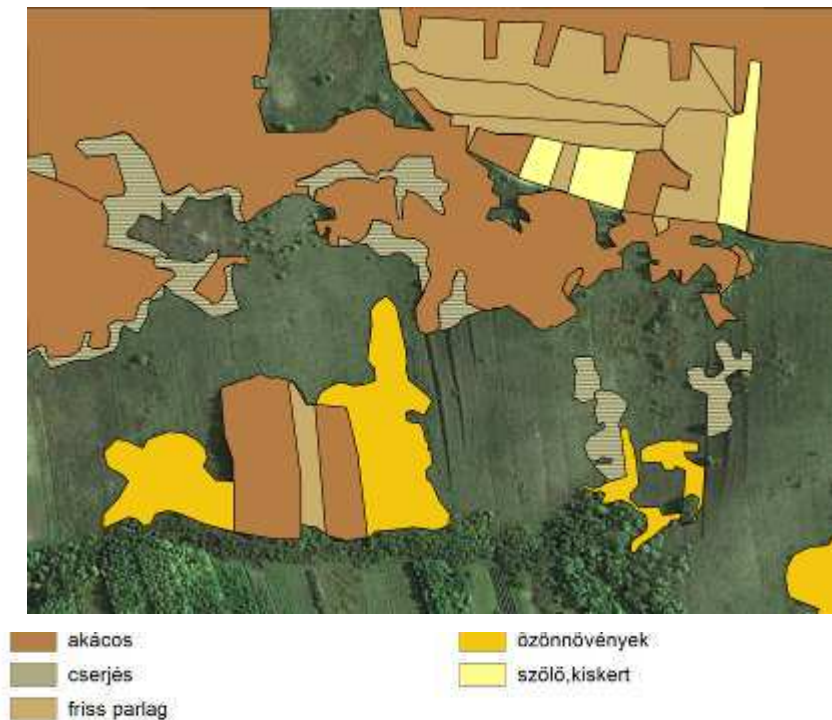 akácos
cserjés
friss parlag
özönnövények
szőlő,kiskert